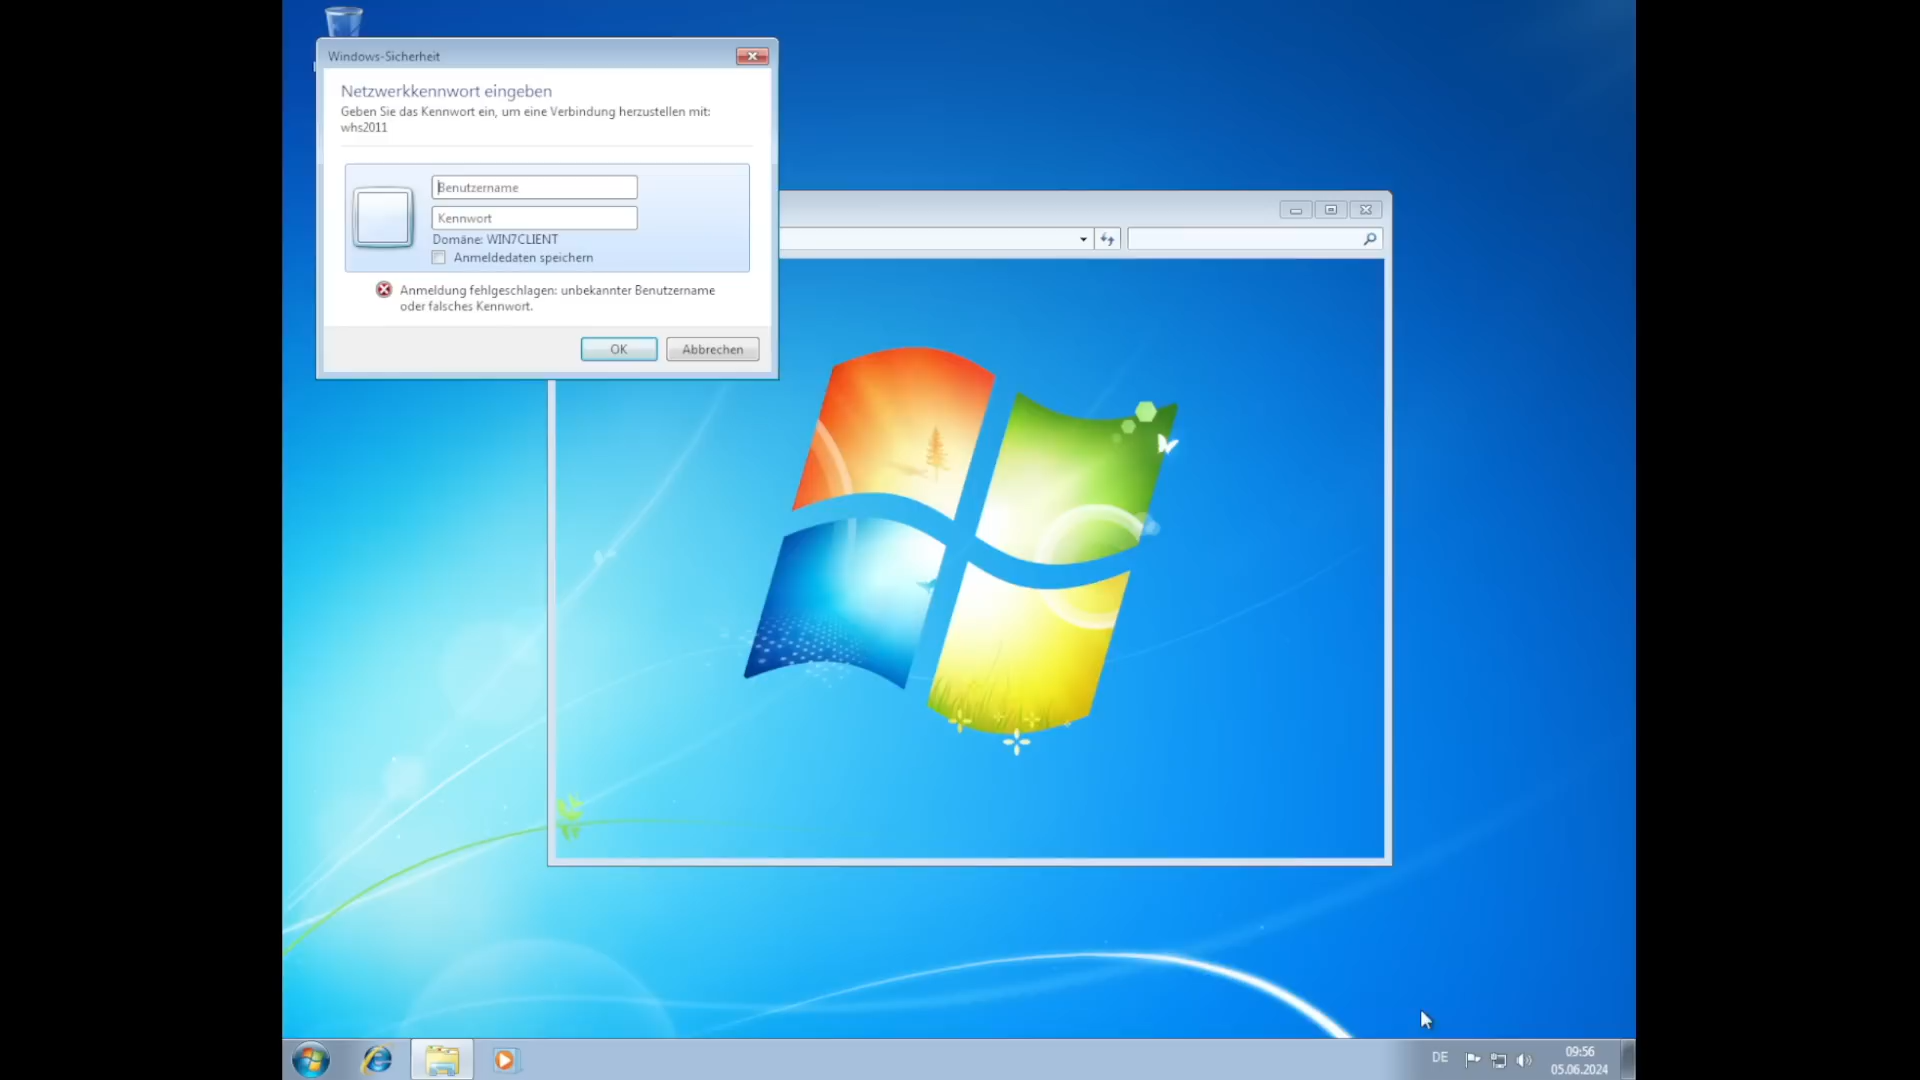 Windows-Sicherheit
Netzwerkkennwort eingeben
Geben Sie das Kennwort ein, um eine Verbindung herzustellen mit:
whs2011
Benutzername
Kennwort
Domäne: WIN7CLIENT
Anmeldedaten speichern
Anmeldung fehlgeschlagen: unbekannter Benutzername
oder falsches Kennwort.
OK
Abbrechen
DE
09:56
05.06.2024